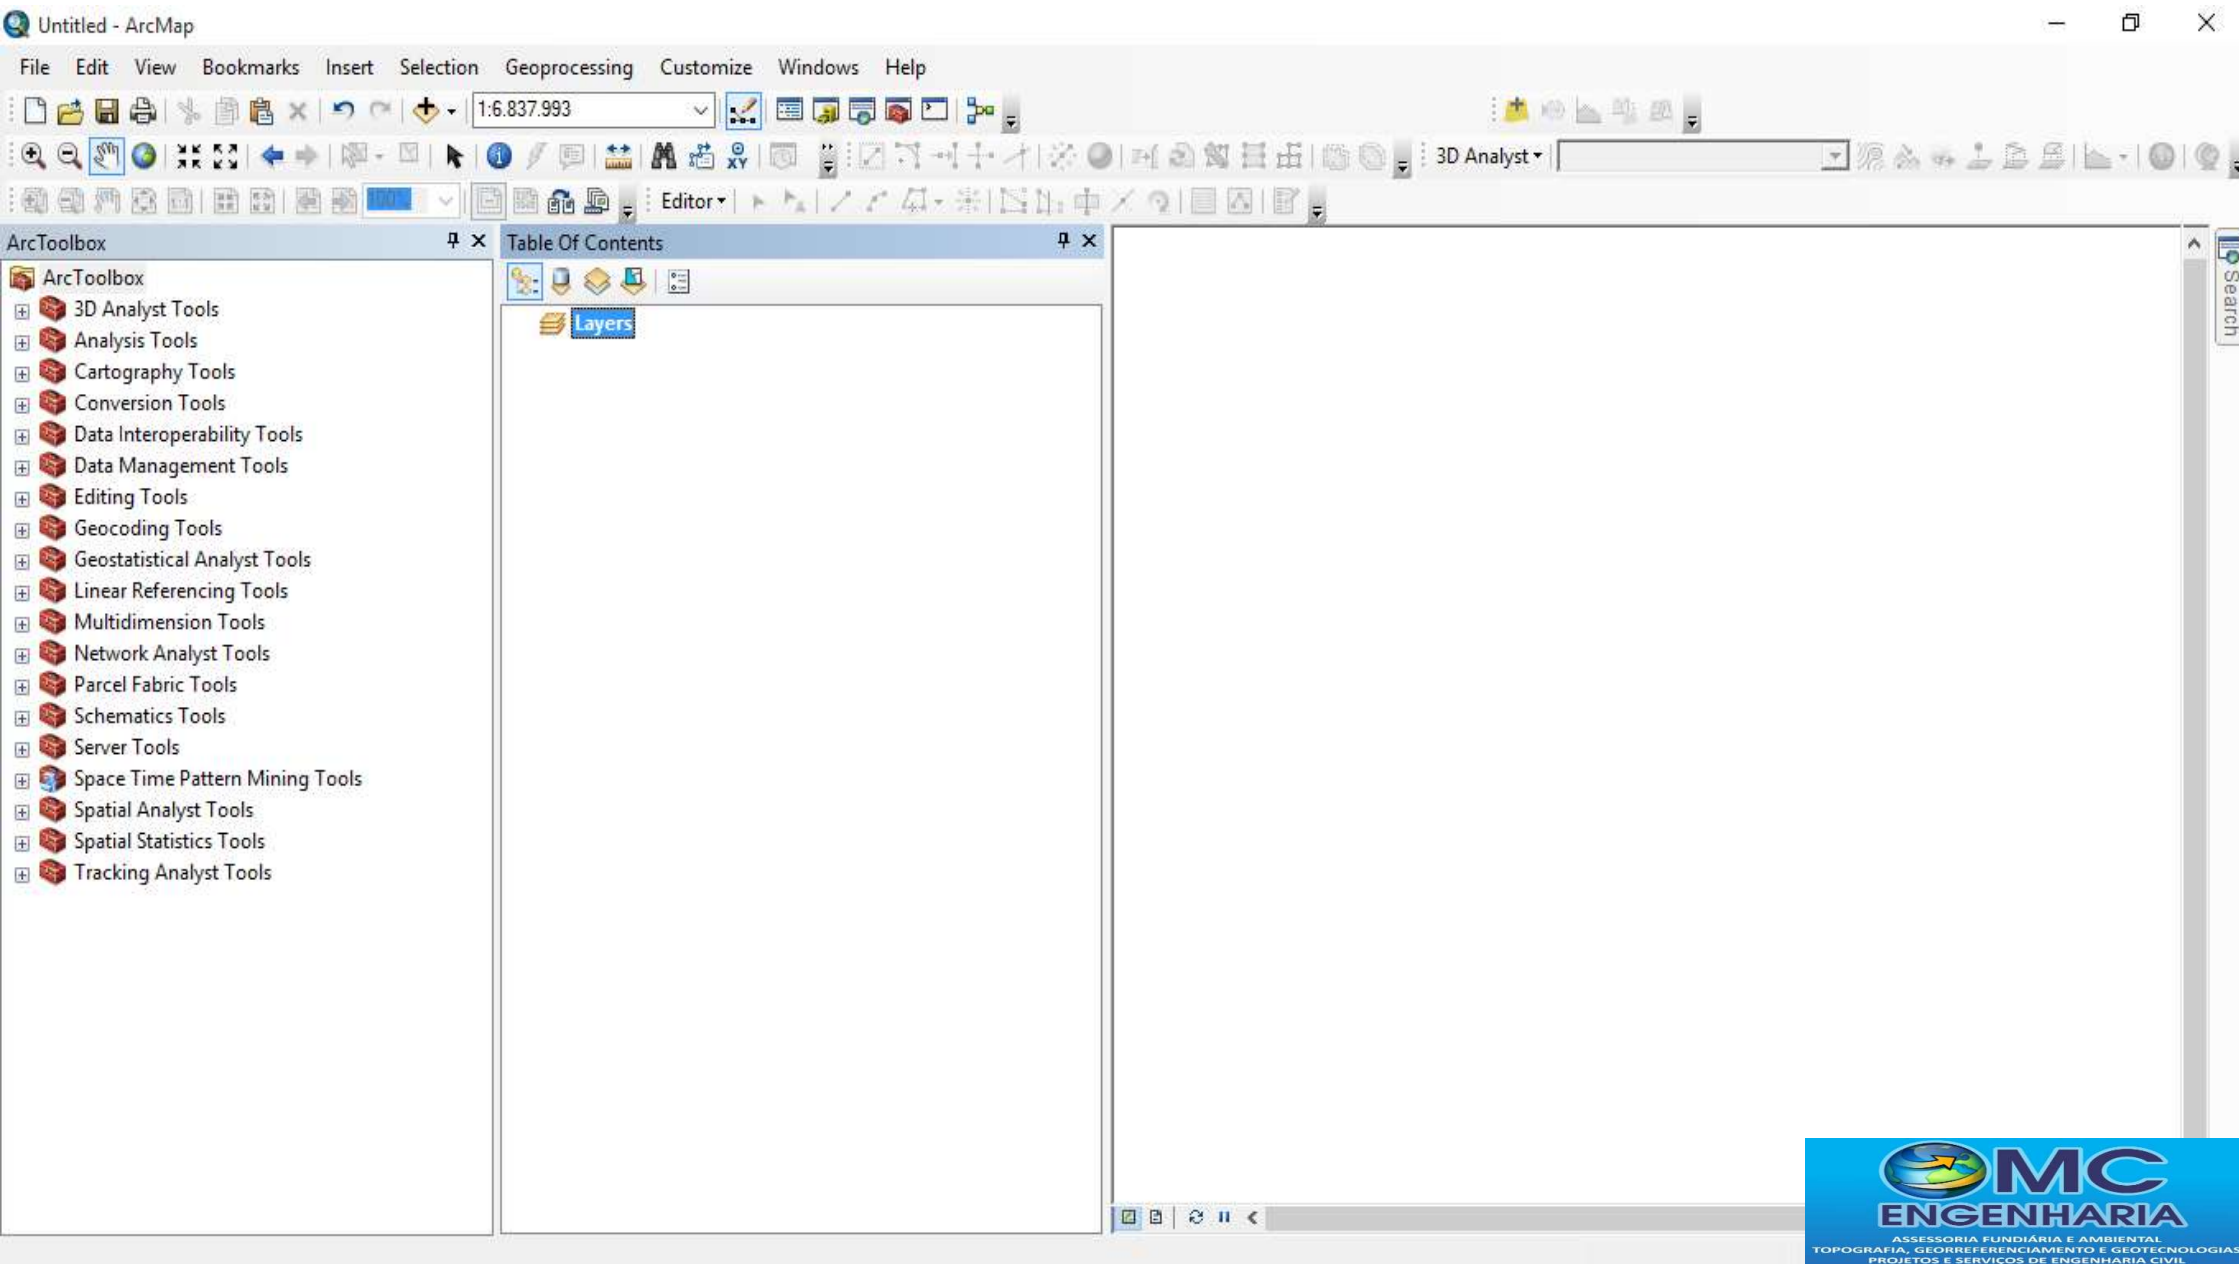 Untitled - ArcMap
File Edit View Bookmarks Insert Selection Geoprocessing Customize Windows Help
1:6.837.993
3D Analyst
100%
Editor
ArcToolbox
Table Of Contents
ArcToolbox
Layers
3D Analyst Tools
Analysis Tools
Cartography Tools
Conversion Tools
Data Interoperability Tools
Data Management Tools
Editing Tools
Geocoding Tools
Geostatistical Analyst Tools
Linear Referencing Tools
Multidimension Tools
Network Analyst Tools
Parcel Fabric Tools
Schematics Tools
Server Tools
Space Time Pattern Mining Tools
Spatial Analyst Tools
Spatial Statistics Tools
Tracking Analyst Tools
Search
MC
ENGENHARIA
ASSESSORIA FUNDIÁRIA E AMBIENTAL
TOPOGRAFIA, GEORREFERENCIAMENTO E GEOTECNOLOGIAS
PROJETOS E SERVIÇOS DE ENGENHARIA CIVIL